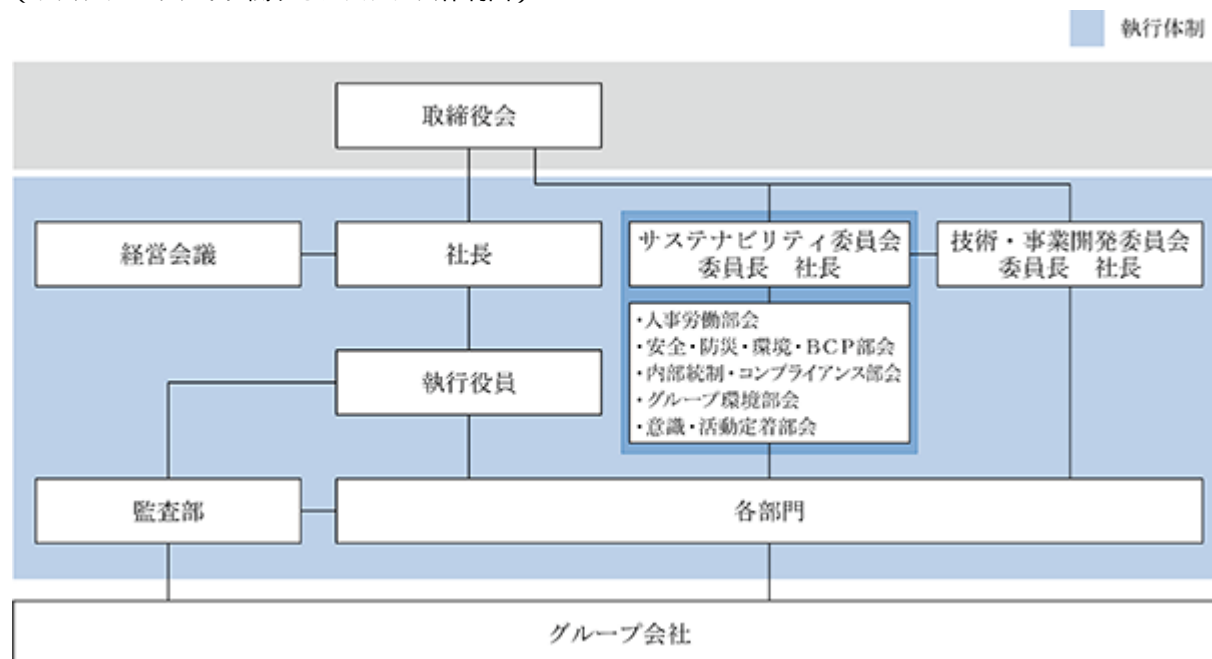 執行体制
取締役会
経営会議
社長
サステナビリティ委員会
委員長　社長
技術・事業開発委員会
委員長　社長
・人事労働部会
・安全・防災・環境・BCP部会
・内部統制・コンプライアンス部会
・グループ環境部会
・意識・活動定着部会
執行役員
監査部
各部門
グループ会社